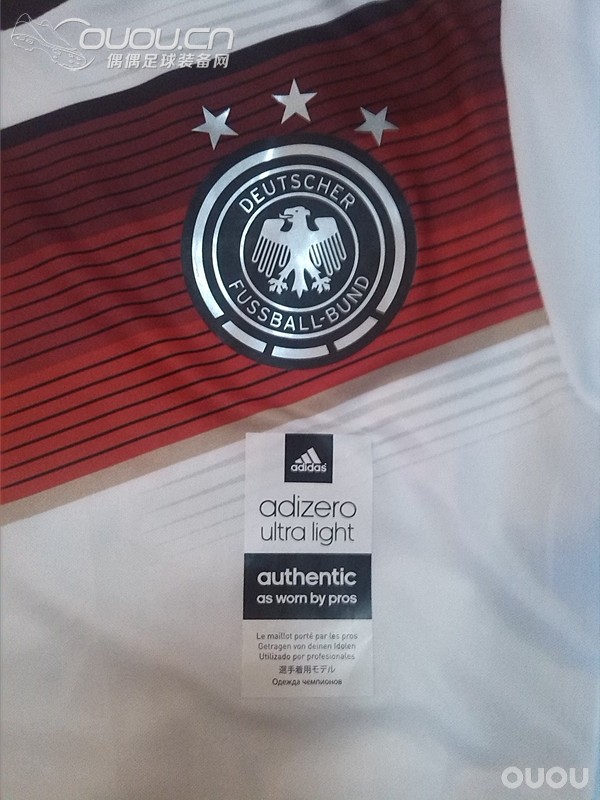 OUOU.CN
偶偶足球装备网
DEUTSCHER
FUSSBALL-BUND
adidas
adizero
ultra light
authentic
as worn by pros
Le maillot porté par les pros
Getragen von deinen Idolen
Utilizado por profesionales
選手着用モデル
Одежда чемпионов
OUOU